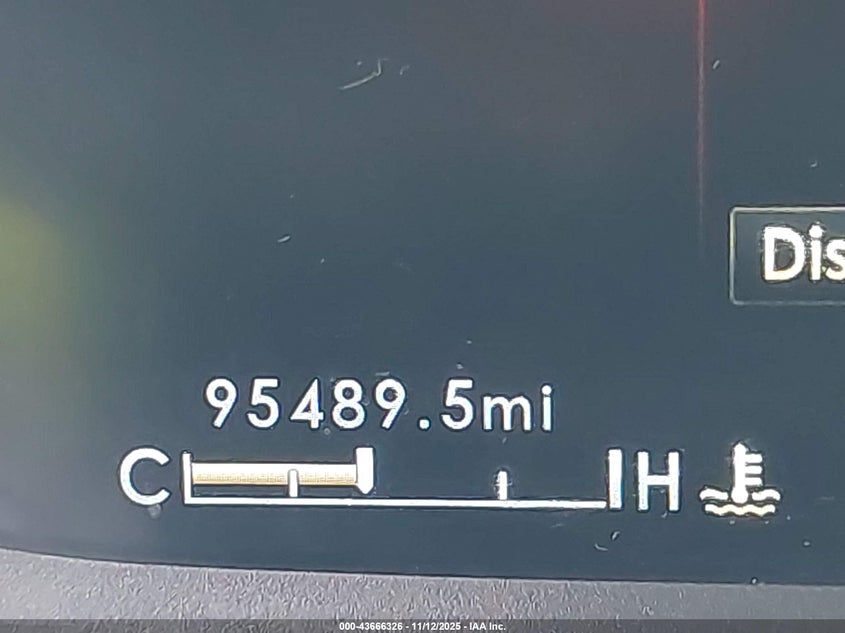 Dis
95489.5mi
C H
000-43666326 - 11/12/2025 - IAA Inc.